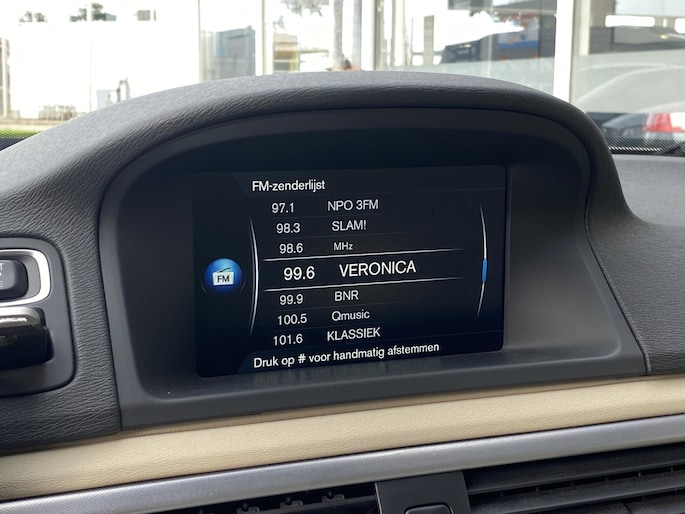 FM-zenderlijst
97.1 NPO 3FM
98.3 SLAM!
98.6 MHz
FM
99.6 VERONICA
99.9 BNR
100.5 Qmusic
101.6 KLASSIEK
Druk op # voor handmatig afstemmen